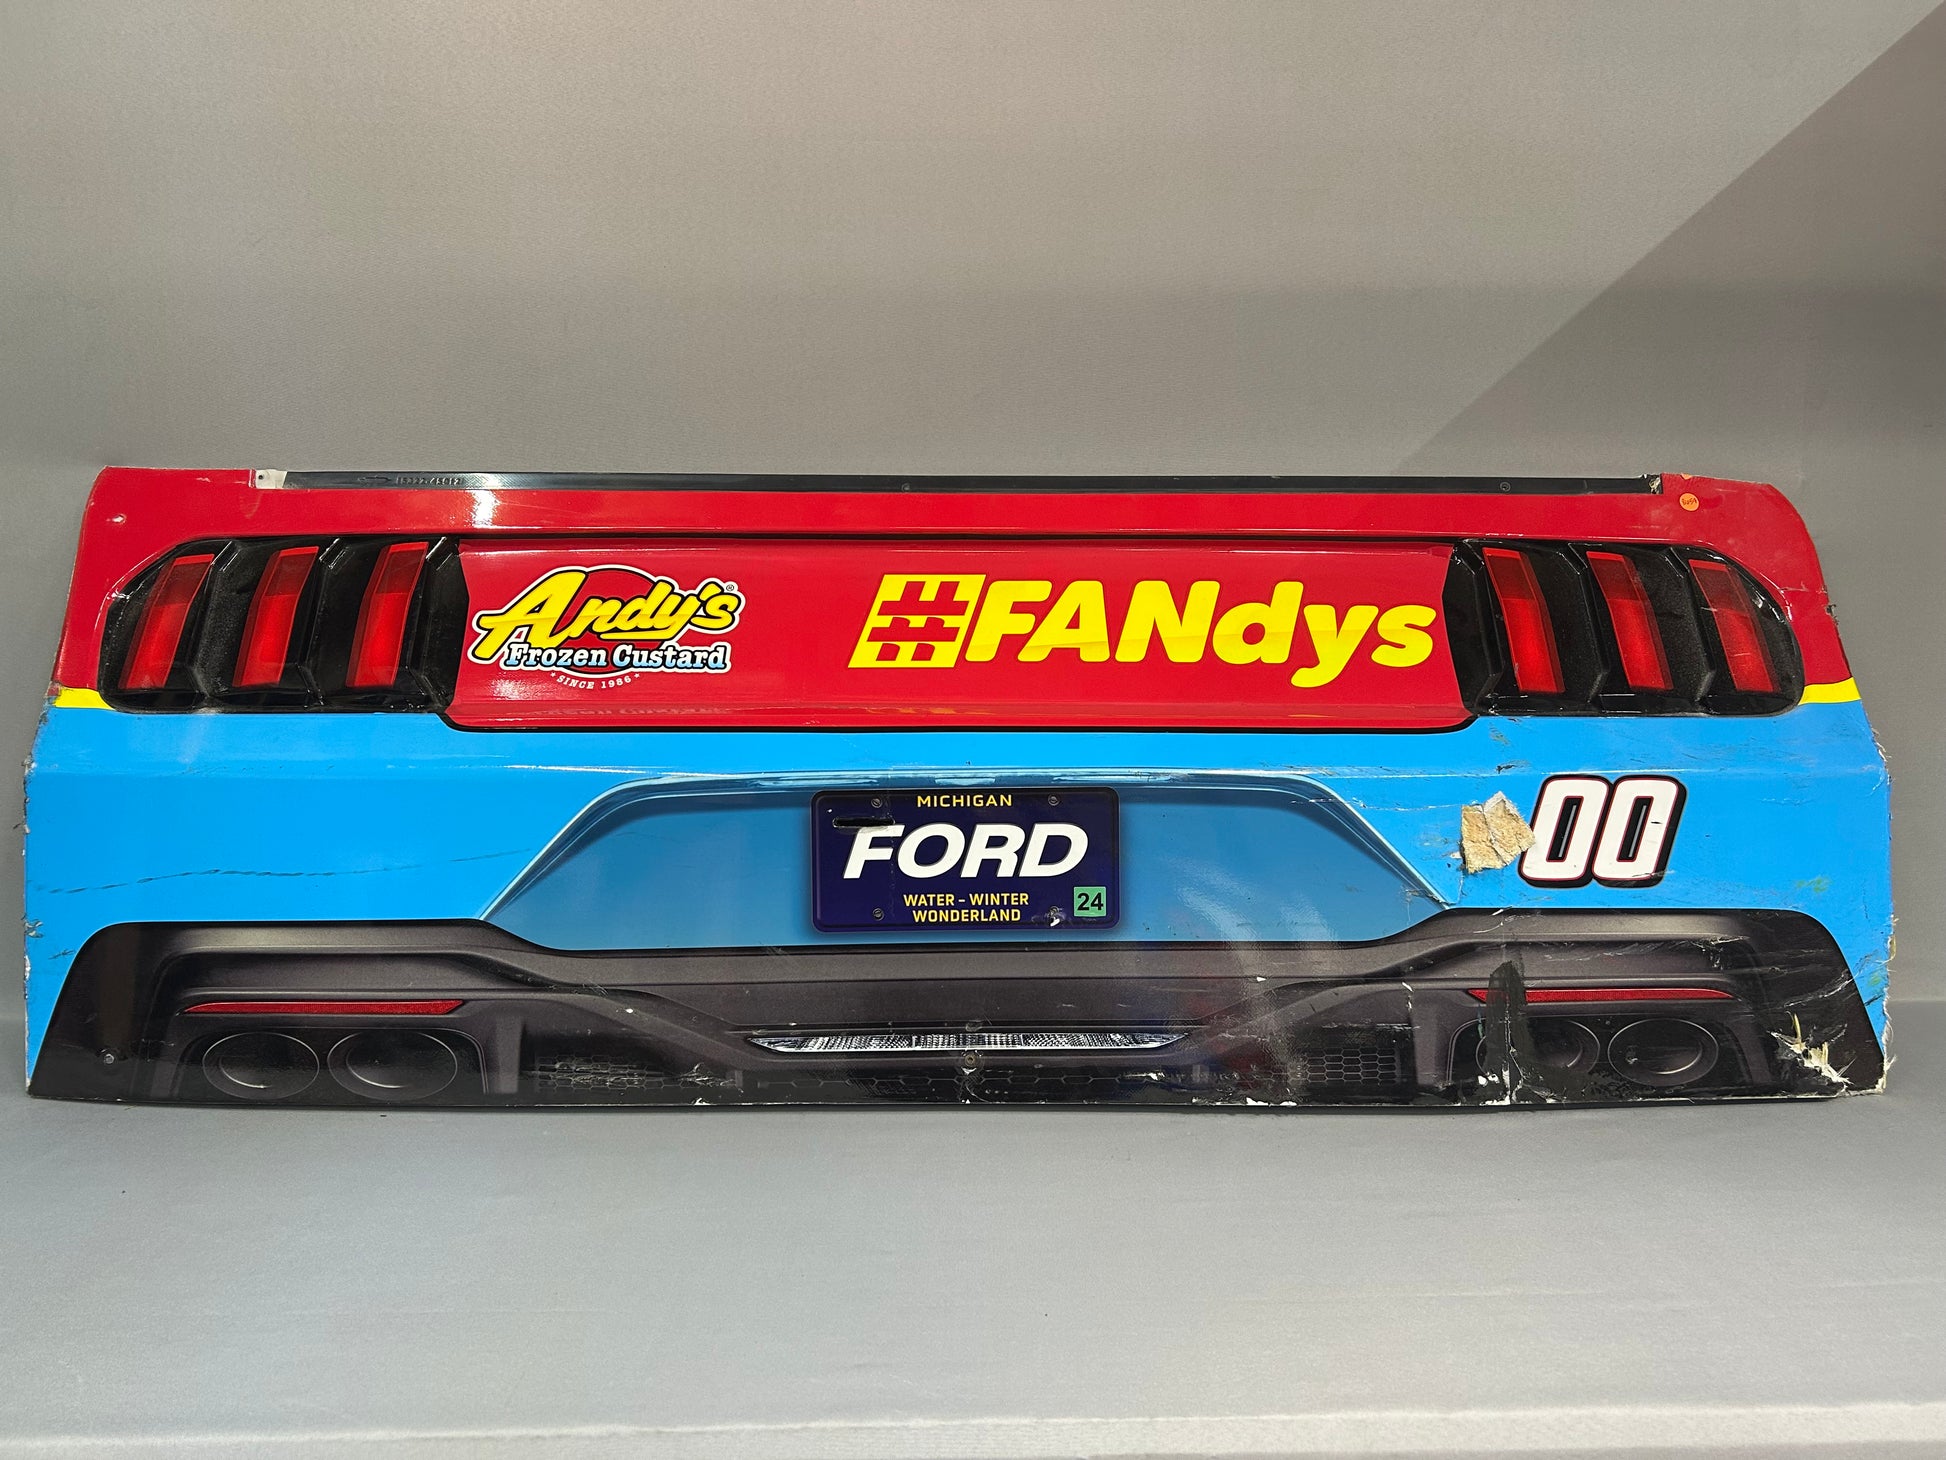 Andy's®
Frozen Custard
SINCE 1986
#FANdys
MICHIGAN
FORD
WATER - WINTER
WONDERLAND
24
00